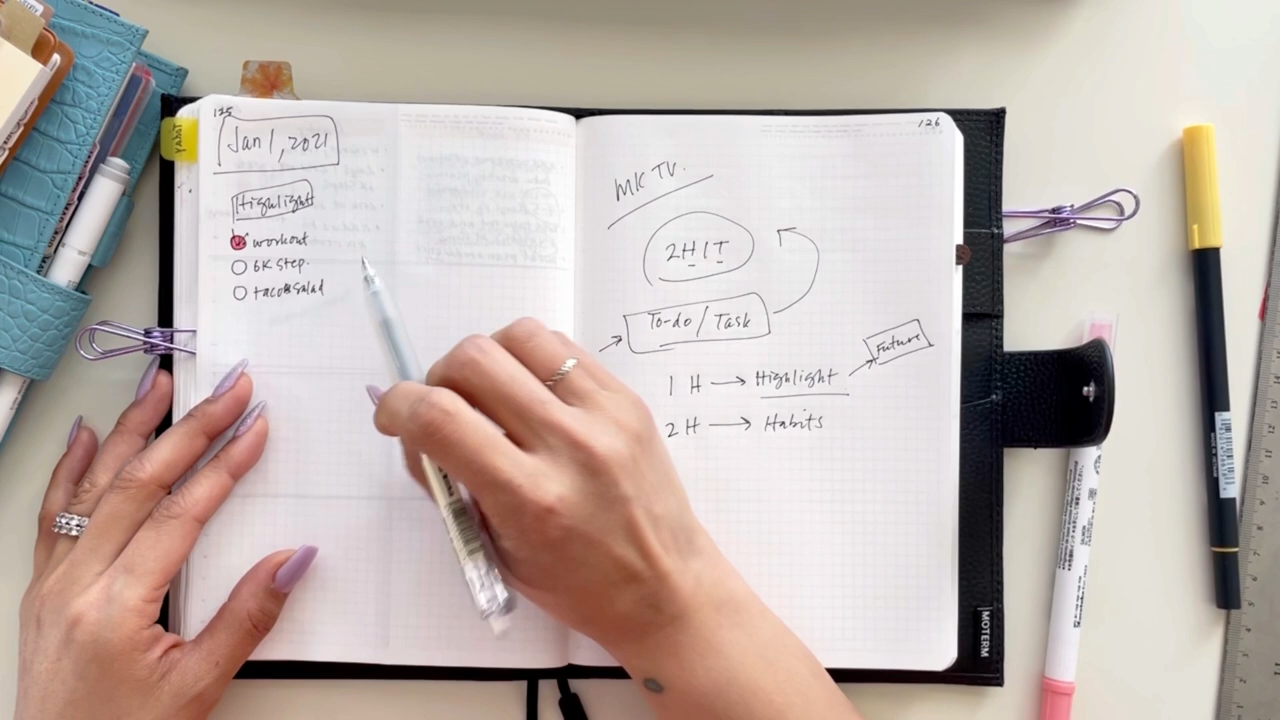 125
Jan 1, 2021
Highlight
workout
6K step.
taco salad
126
MK TV.
2H1T
To-do / Task
1 H → Highlight
Future
2 H → Habits
MOTERM